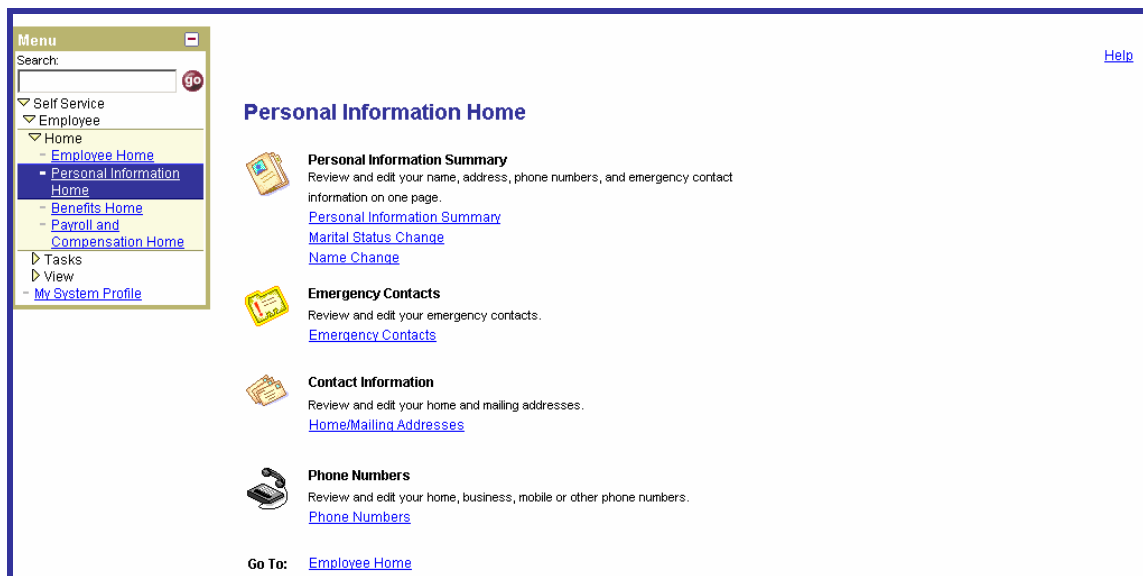 Menu
Search:
go
Self Service
Employee
Home
- Employee Home
- Personal Information
Home
- Benefits Home
- Payroll and
Compensation Home
Tasks
View
- My System Profile
Help
Personal Information Home
Personal Information Summary
Review and edit your name, address, phone numbers, and emergency contact
information on one page.
Personal Information Summary
Marital Status Change
Name Change
Emergency Contacts
Review and edit your emergency contacts.
Emergency Contacts
Contact Information
Review and edit your home and mailing addresses.
Home/Mailing Addresses
Phone Numbers
Review and edit your home, business, mobile or other phone numbers.
Phone Numbers
Go To: Employee Home